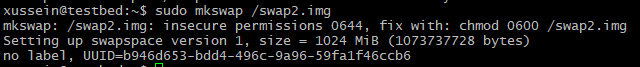 xussein@testbed:~$ sudo mkswap /swap2.img
mkswap: /swap2.img: insecure permissions 0644, fix with: chmod 0600 /swap2.img
Setting up swapspace version 1, size = 1024 MiB (1073737728 bytes)
no label, UUID=b946d653-bdd4-496c-9a96-59fa1f46ccb6